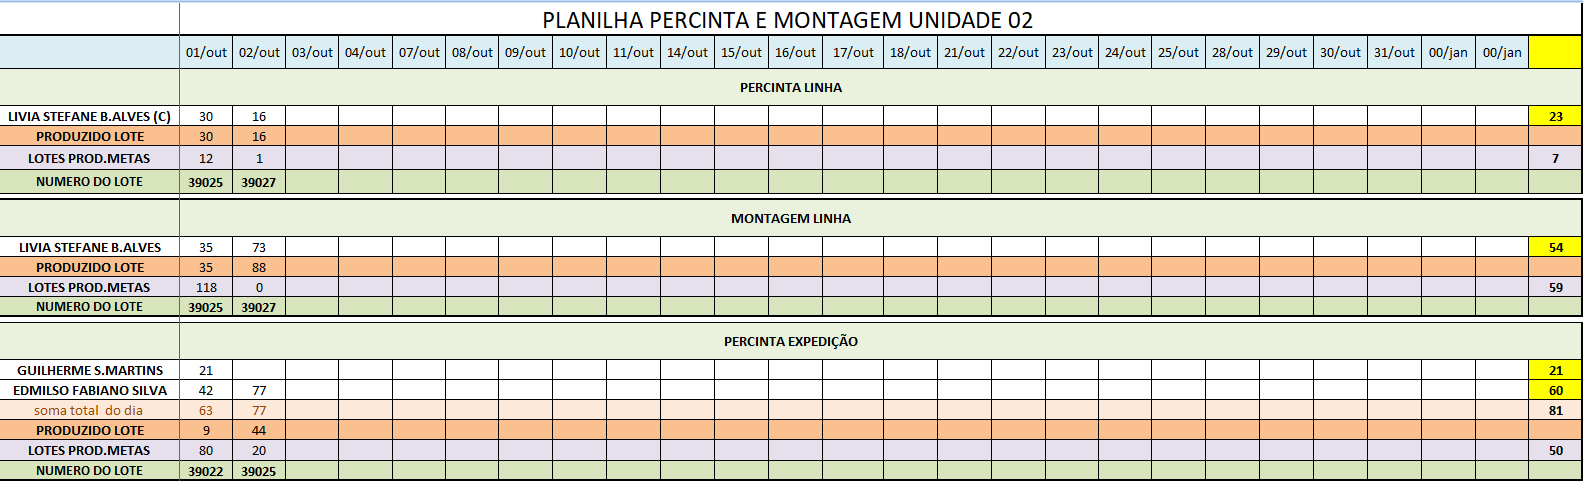 PLANILHA PERCINTA E MONTAGEM UNIDADE 02
01/out 02/out 03/out 04/out 07/out 08/out 09/out 10/out 11/out 14/out 15/out 16/out 17/out 18/out 21/out 22/out 23/out 24/out 25/out 28/out 29/out 30/out 31/out 00/jan 00/jan
PERCINTA LINHA
LIVIA STEFANE B.ALVES (C) 30 16 23
PRODUZIDO LOTE 30 16
LOTES PROD.METAS 12 1 7
NUMERO DO LOTE 39025 39027
MONTAGEM LINHA
LIVIA STEFANE B.ALVES 35 73 54
PRODUZIDO LOTE 35 88
LOTES PROD.METAS 118 0 59
NUMERO DO LOTE 39025 39027
PERCINTA EXPEDIÇÃO
GUILHERME S.MARTINS 21 21
EDMILSO FABIANO SILVA 42 77 60
soma total do dia 63 77 81
PRODUZIDO LOTE 9 44
LOTES PROD.METAS 80 20 50
NUMERO DO LOTE 39022 39025